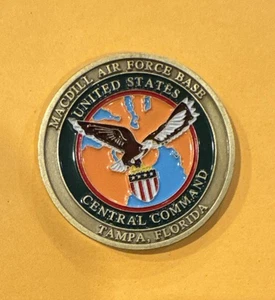 MACDILL AIR FORCE BASE
UNITED STATES
CENTRAL COMMAND
TAMPA, FLORIDA